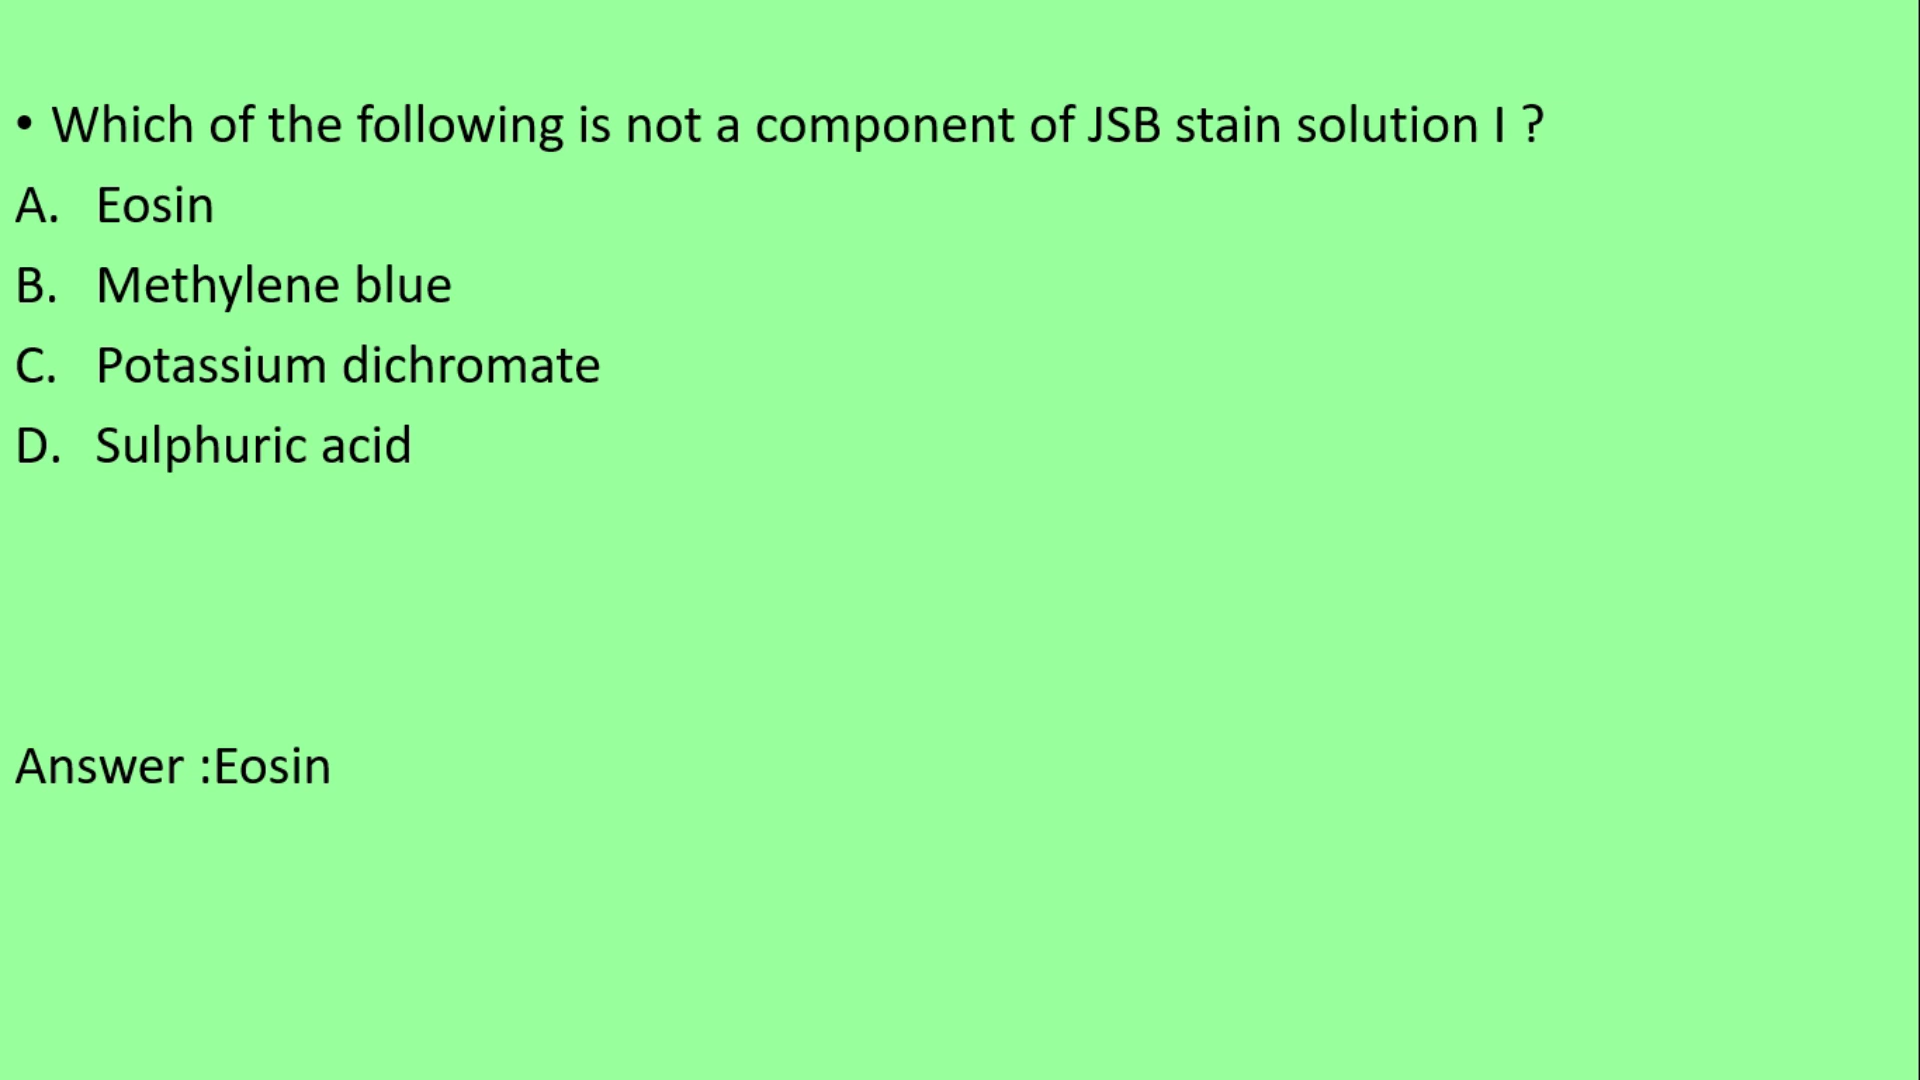 • Which of the following is not a component of JSB stain solution I ?
A. Eosin
B. Methylene blue
C. Potassium dichromate
D. Sulphuric acid
Answer :Eosin